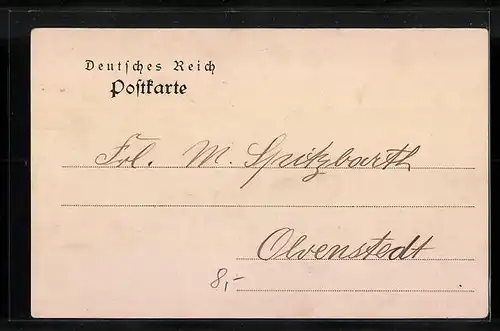 Deutſches Reich
Poſtkarte
Frl. M. Spitzbarth
Olvenstedt
8,-